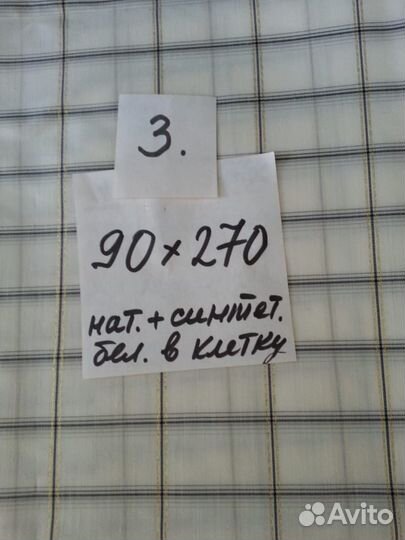 3.
90 x 270
нат. + синтет.
бел. в клетку
Avito